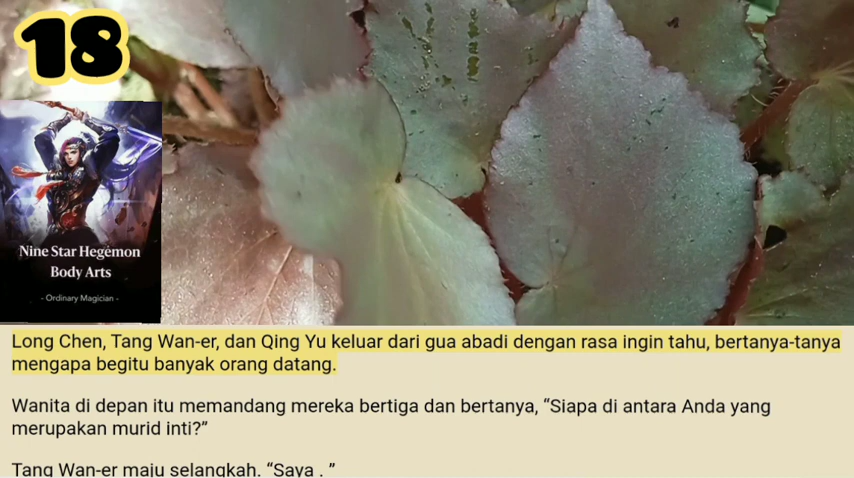 18
Nine Star Hegemon
Body Arts
- Ordinary Magician -
Long Chen, Tang Wan-er, dan Qing Yu keluar dari gua abadi dengan rasa ingin tahu, bertanya-tanya
mengapa begitu banyak orang datang.
Wanita di depan itu memandang mereka bertiga dan bertanya, “Siapa di antara Anda yang
merupakan murid inti?”
Tang Wan-er maju selangkah. “Saya . ”